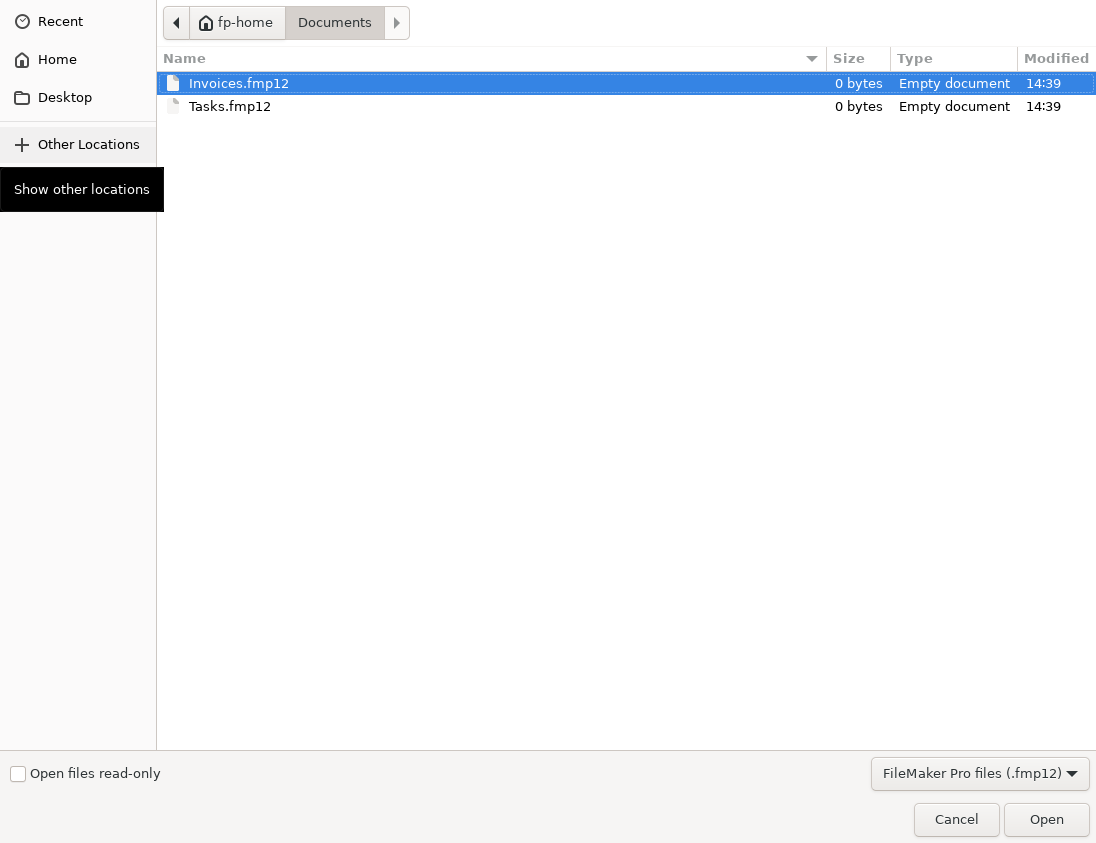 Recent
Home
Desktop
Other Locations
Show other locations
fp-home Documents
Name Size Type Modified
Invoices.fmp12 0 bytes Empty document 14:39
Tasks.fmp12 0 bytes Empty document 14:39
Open files read-only
FileMaker Pro files (.fmp12)
Cancel Open